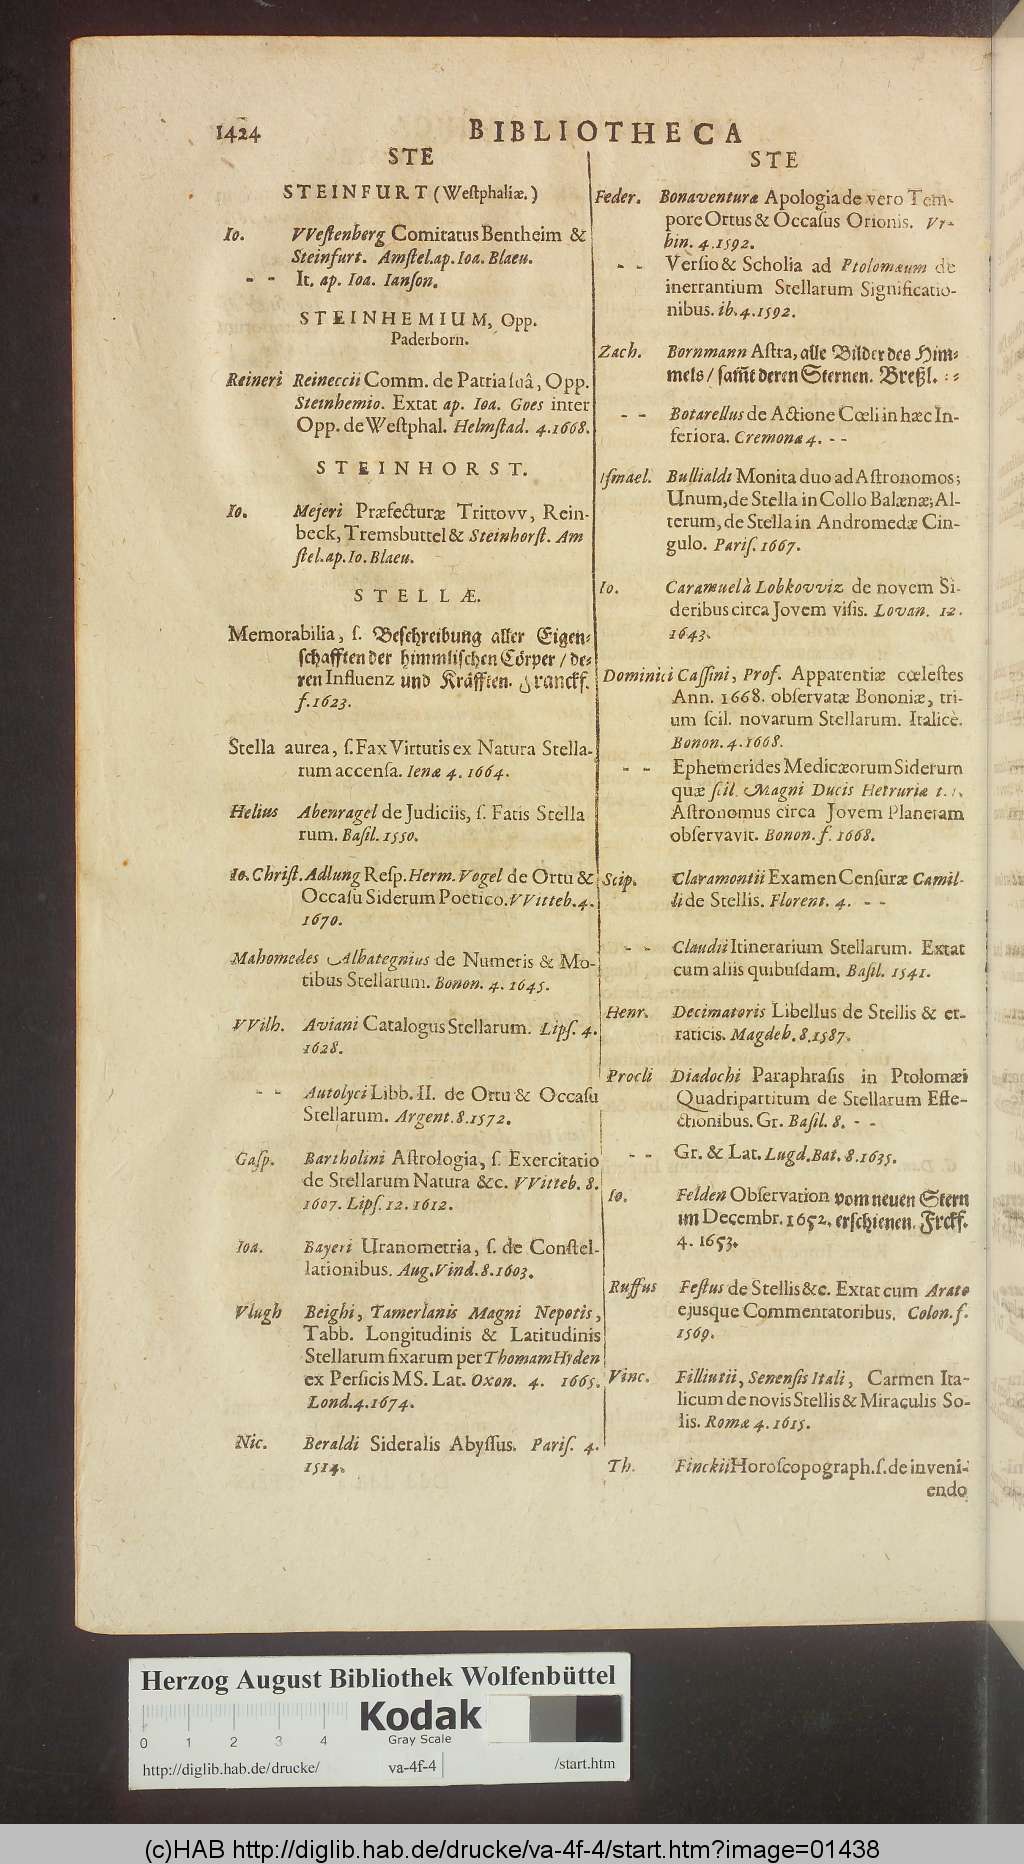 1424
BIBLIOTHECA
STE
STEINFURT (Weſtphaliæ.)
Io. VVeſtenberg Comitatus Bentheim &
Steinfurt. Amſtel. ap. Ioa. Blaeu.
- - It. ap. Ioa. Ianſon.
STEINHEMIUM, Opp.
Paderborn.
Reineri Reineccii Comm. de Patria ſuâ, Opp.
Steinhemio. Extat ap. Ioa. Goes inter
Opp. de Weſtphal. Helmſtad. 4. 1668.
STEINHORST.
Io. Mejeri Præfecturæ Trittovv, Rein-
beck, Tremsbuttel & Steinhorſt. Am
ſtel. ap. Io. Blaeu.
STELLÆ.
Memorabilia, ſ. Beſchreibung aller Eigen-
ſchafften der himmliſchen Cörper / de-
ren Influenz und Kräfften. Franckf.
f. 1623.
Stella aurea, ſ. Fax Virtutis ex Natura Stella-
rum accenſa. Ienæ 4. 1664.
Helius Abenragel de Judiciis, ſ. Fatis Stella
rum. Baſil. 1550.
Io. Chriſt. Adlung Reſp. Herm. Vogel de Ortu &
Occaſu Siderum Poetico. VVitteb. 4.
1670.
Mahomedes Albategnius de Numeris & Mo-
tibus Stellarum. Bonon. 4. 1645.
VVilh. Aviani Catalogus Stellarum. Lipſ. 4.
1628.
- - Autolyci Libb. II. de Ortu & Occaſu
Stellarum. Argent. 8. 1572.
Gaſp. Bartholini Aſtrologia, ſ. Exercitatio
de Stellarum Natura &c. VVitteb. 8.
1607. Lipſ. 12. 1612.
Ioa. Bayeri Uranometria, ſ. de Conſtel-
lationibus. Aug. Vind. 8. 1603.
Vlugh Beighi, Tamerlanis Magni Nepotis,
Tabb. Longitudinis & Latitudinis
Stellarum fixarum per Thomam Hyden
ex Perſicis MS. Lat. Oxon. 4. 1665.
Lond. 4. 1674.
Nic. Beraldi Sideralis Abyſſus. Pariſ. 4.
1514.
STE
Feder. Bonaventuræ Apologia de vero Tem-
pore Ortus & Occaſus Orionis. Vr-
bin. 4. 1592.
- - Verſio & Scholia ad Ptolomæum de
inerrantium Stellarum Significatio-
nibus. ib. 4. 1592.
Zach. Bornmann Aſtra, alle Bilder des Him-
mels / ſam̃t deren Sternen. Breßl. - -
- - Botarellus de Actione Cœli in hæc In-
feriora. Cremonæ 4. - -
Iſmael. Bullialdi Monita duo ad Aſtronomos;
Unum, de Stella in Collo Balænæ; Al-
terum, de Stella in Andromedæ Cin-
gulo. Pariſ. 1667.
Io. Caramuel à Lobkovviz de novem Si-
deribus circa Jovem viſis. Lovan. 12.
1643.
Dominici Caſſini, Prof. Apparentiæ cœleſtes
Ann. 1668. obſervatæ Bononiæ, tri-
um ſcil. novarum Stellarum. Italicè.
Bonon. 4. 1668.
- - Ephemerides Medicæorum Siderum
quæ ſcil. Magni Ducis Hetruriæ t. t.
Aſtronomus circa Jovem Planetam
obſervavit. Bonon. f. 1668.
Scip. Claramontii Examen Cenſuræ Camil-
li de Stellis. Florent. 4. - -
- - Claudii Itinerarium Stellarum. Extat
cum aliis quibuſdam. Baſil. 1541.
Henr. Decimatoris Libellus de Stellis & er-
raticis. Magdeb. 8. 1587.
Procli Diadochi Paraphraſis in Ptolomæi
Quadripartitum de Stellarum Effe-
ctionibus. Gr. Baſil. 8. - -
- - Gr. & Lat. Lugd. Bat. 8. 1635.
Io. Felden Obſervation vom neuen Stern
im Decembr. 1652. erſchienen. Frckf.
4. 1653.
Ruffus Feſtus de Stellis &c. Extat cum Arato
ejusque Commentatoribus. Colon. f.
1569.
Vinc. Filliutii, Senenſis Itali, Carmen Ita-
licum de novis Stellis & Miraculis So-
lis. Romæ 4. 1615.
Th. Finckii Horoſcopograph. ſ. de inveni-
endo
Herzog August Bibliothek Wolfenbüttel
Kodak
Gray Scale
0 1 2 3 4
http://diglib.hab.de/drucke/ va-4f-4 /start.htm
(c)HAB http://diglib.hab.de/drucke/va-4f-4/start.htm?image=01438